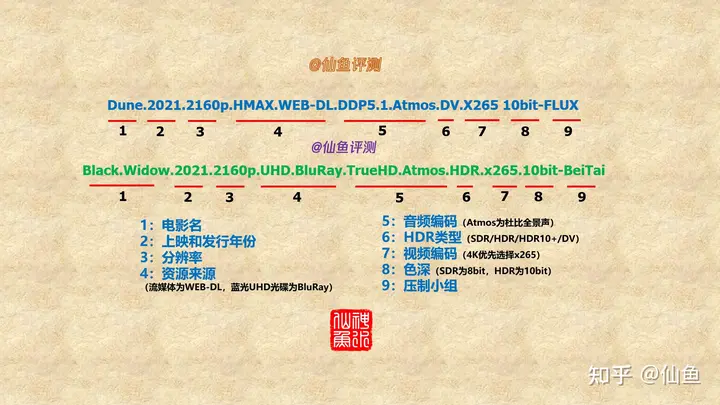 @仙鱼评测
Dune.2021.2160p.HMAX.WEB-DL.DDP5.1.Atmos.DV.X265 10bit-FLUX
1 2 3 4 5 6 7 8 9
@仙鱼评测
Black.Widow.2021.2160p.UHD.BluRay.TrueHD.Atmos.HDR.x265.10bit-BeiTai
1 2 3 4 5 6 7 8 9
1：电影名
2：上映和发行年份
3：分辨率
4：资源来源
（流媒体为WEB-DL，蓝光UHD光碟为BluRay）
5：音频编码（Atmos为杜比全景声）
6：HDR类型（SDR/HDR/HDR10+/DV）
7：视频编码（4K优先选择x265）
8：色深（SDR为8bit，HDR为10bit）
9：压制小组
知乎 @仙鱼